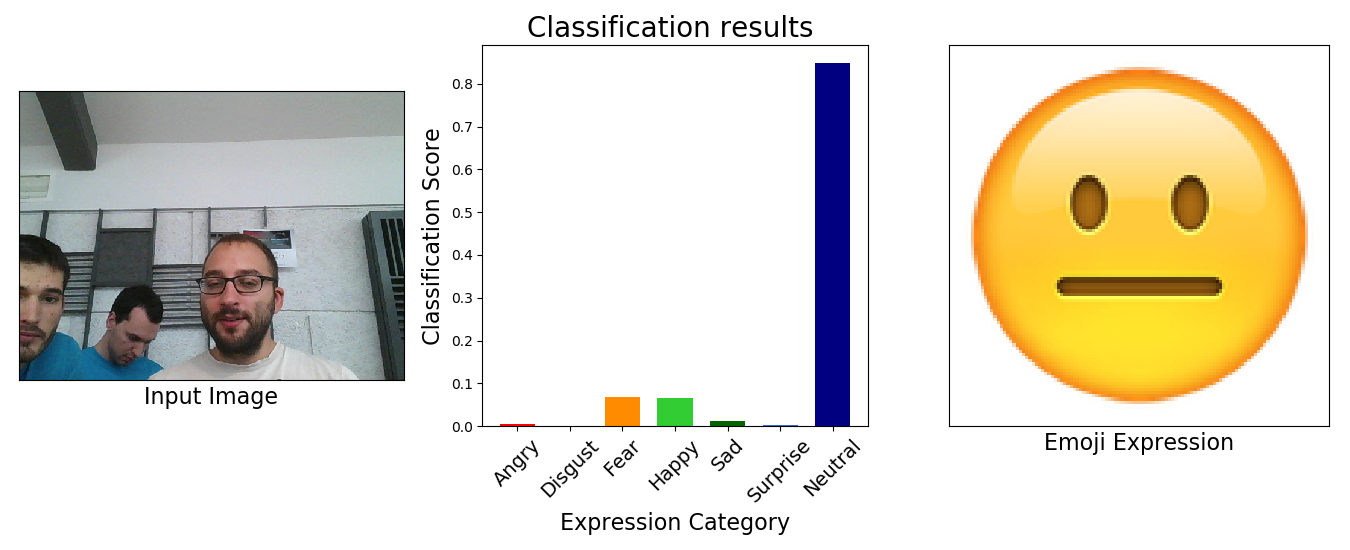 Classification results
Input Image
Classification Score
0.8
0.7
0.6
0.5
0.4
0.3
0.2
0.1
0.0
Angry
Disgust
Fear
Happy
Sad
Surprise
Neutral
Expression Category
Emoji Expression